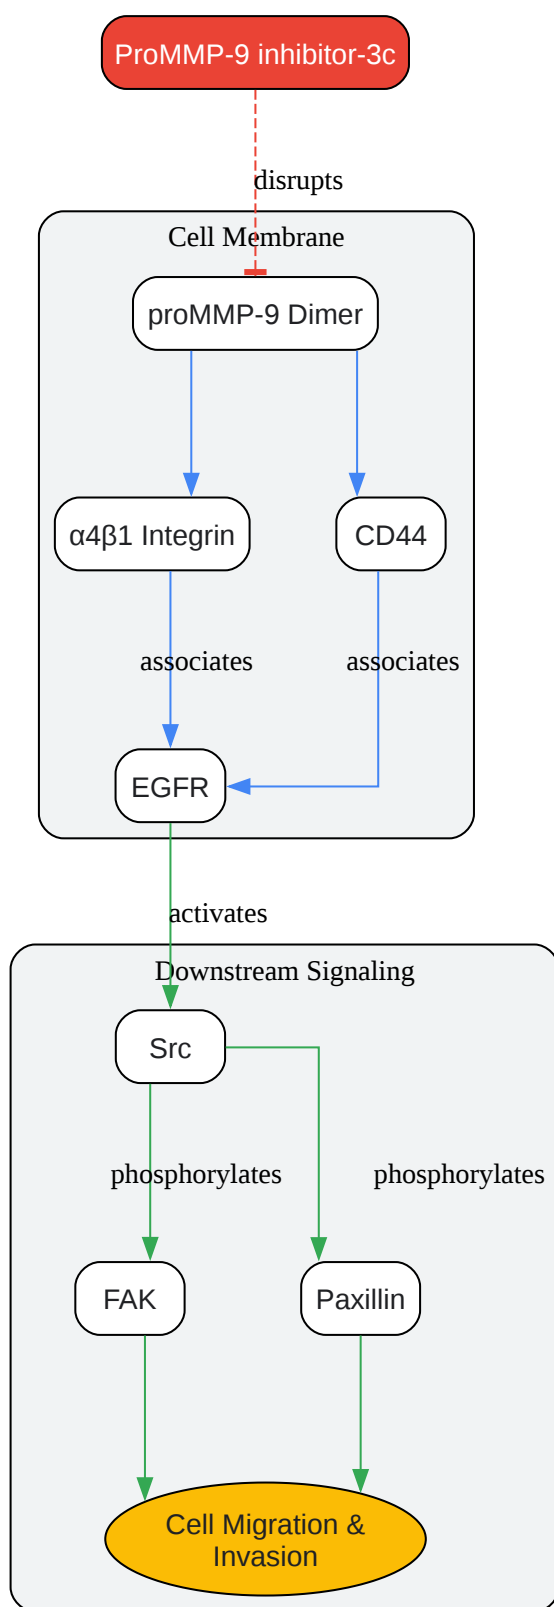 ProMMP-9 inhibitor-3c
disrupts
Cell Membrane
proMMP-9 Dimer
α4β1 Integrin
CD44
associates
associates
EGFR
activates
Downstream Signaling
Src
phosphorylates
phosphorylates
FAK
Paxillin
Cell Migration &
Invasion